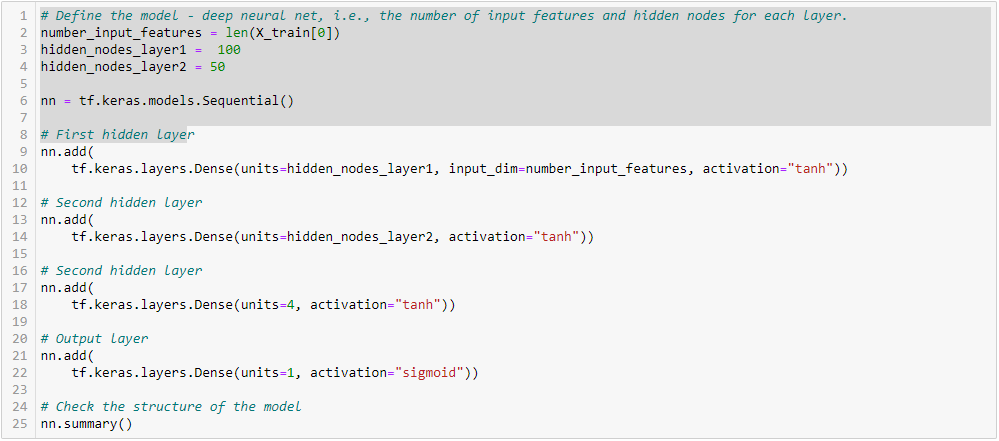 1 # Define the model - deep neural net, i.e., the number of input features and hidden nodes for each layer.
2 number_input_features = len(X_train[0])
3 hidden_nodes_layer1 =  100
4 hidden_nodes_layer2 = 50
5
6 nn = tf.keras.models.Sequential()
7
8 # First hidden layer
9 nn.add(
10     tf.keras.layers.Dense(units=hidden_nodes_layer1, input_dim=number_input_features, activation="tanh"))
11
12 # Second hidden layer
13 nn.add(
14     tf.keras.layers.Dense(units=hidden_nodes_layer2, activation="tanh"))
15
16 # Second hidden layer
17 nn.add(
18     tf.keras.layers.Dense(units=4, activation="tanh"))
19
20 # Output layer
21 nn.add(
22     tf.keras.layers.Dense(units=1, activation="sigmoid"))
23
24 # Check the structure of the model
25 nn.summary()